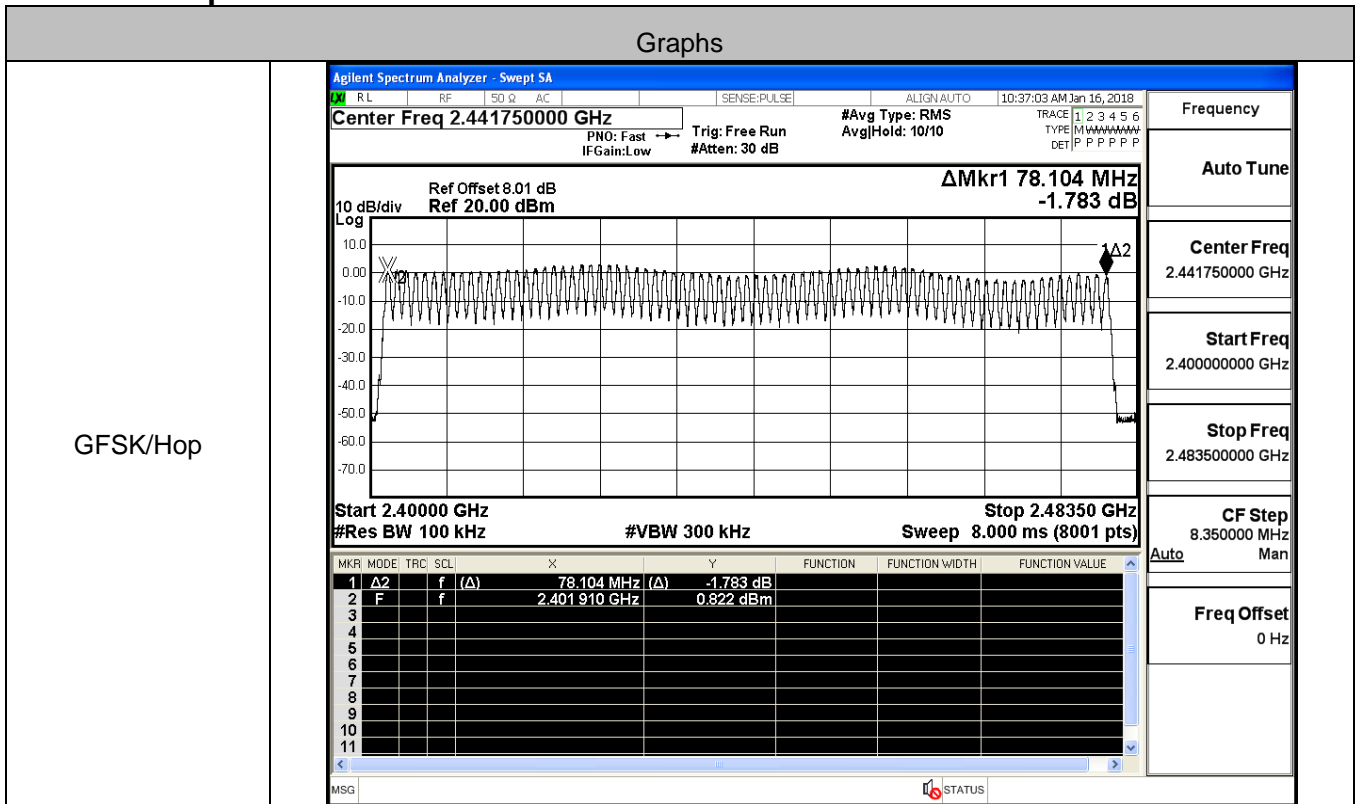 Graphs
GFSK/Hop
Agilent Spectrum Analyzer - Swept SA
LXI RL RF 50 Ω AC SENSE:PULSE ALIGN AUTO 10:37:03 AM Jan 16, 2018
Center Freq 2.441750000 GHz
PNO: Fast
IFGain:Low
Trig: Free Run
#Atten: 30 dB
#Avg Type: RMS
Avg|Hold: 10/10
TRACE 1 2 3 4 5 6
TYPE M WWWWW
DET P P P P P P
Ref Offset 8.01 dB
10 dB/div Ref 20.00 dBm
Log
ΔMkr1 78.104 MHz
-1.783 dB
10.0
0.00
-10.0
-20.0
-30.0
-40.0
-50.0
-60.0
-70.0
2
1Δ2
Start 2.40000 GHz Stop 2.48350 GHz
#Res BW 100 kHz #VBW 300 kHz Sweep 8.000 ms (8001 pts)
MKR MODE TRC SCL X Y FUNCTION FUNCTION WIDTH FUNCTION VALUE
1 Δ2 f (Δ) 78.104 MHz (Δ) -1.783 dB
2 F f 2.401 910 GHz 0.822 dBm
3
4
5
6
7
8
9
10
11
MSG STATUS
Frequency
Auto Tune
Center Freq
2.441750000 GHz
Start Freq
2.400000000 GHz
Stop Freq
2.483500000 GHz
CF Step
8.350000 MHz
Auto Man
Freq Offset
0 Hz